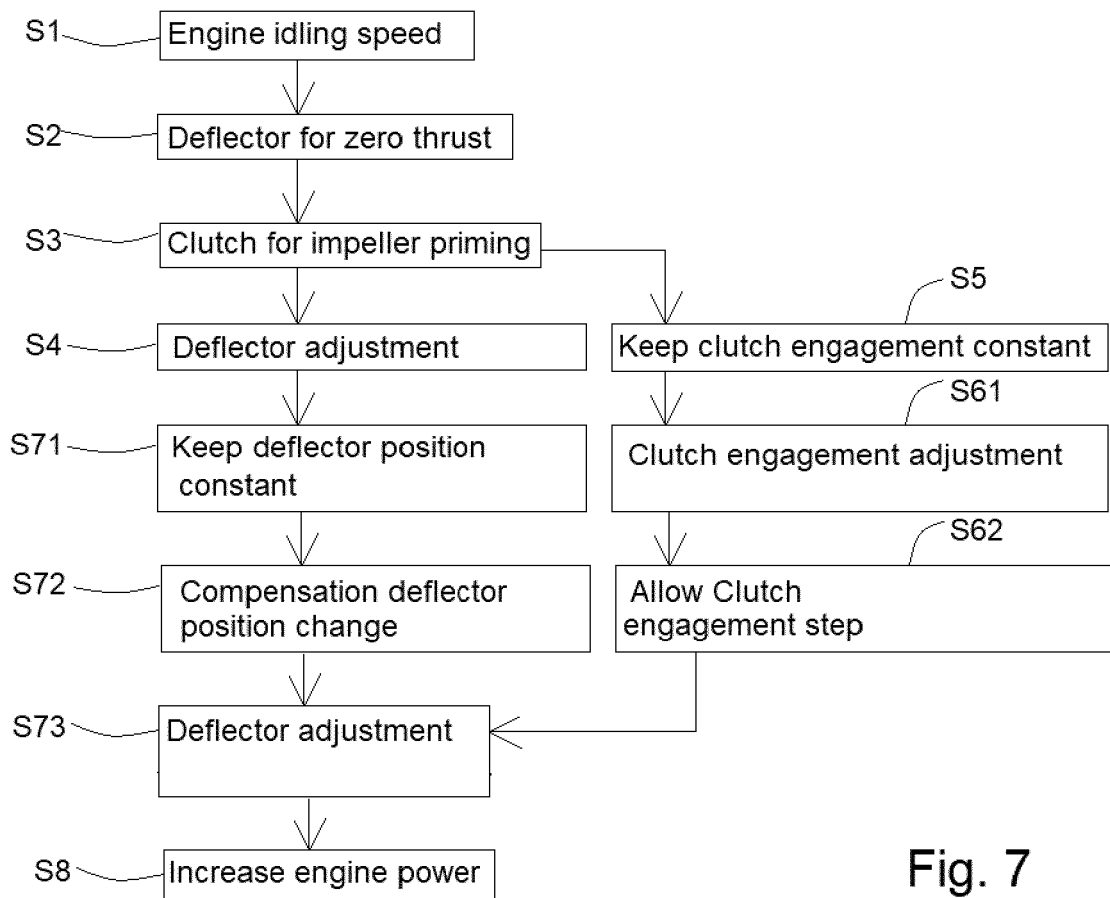 S1
Engine idling speed
S2
Deflector for zero thrust
S3
Clutch for impeller priming
S5
S4
Deflector adjustment
Keep clutch engagement constant
S61
S71
Keep deflector position
constant
Clutch engagement adjustment
S62
S72
Compensation deflector
position change
Allow Clutch
engagement step
S73
Deflector adjustment
S8
Increase engine power
Fig. 7